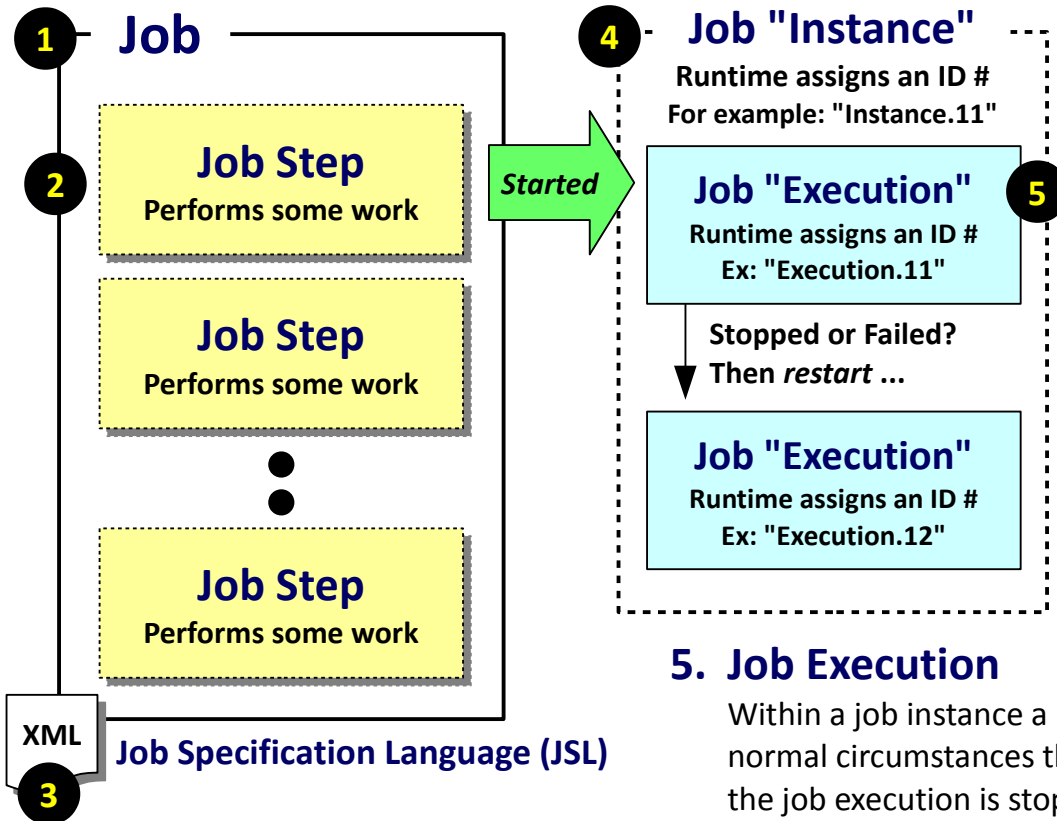 1
Job
2
Job Step
Performs some work
Job Step
Performs some work
Job Step
Performs some work
XML
3
Job Specification Language (JSL)
Started
4
Job "Instance"
Runtime assigns an ID #
For example: "Instance.11"
5
Job "Execution"
Runtime assigns an ID #
Ex: "Execution.11"
Stopped or Failed?
Then restart ...
Job "Execution"
Runtime assigns an ID #
Ex: "Execution.12"
5. Job Execution
Within a job instance a
normal circumstances
the job execution is